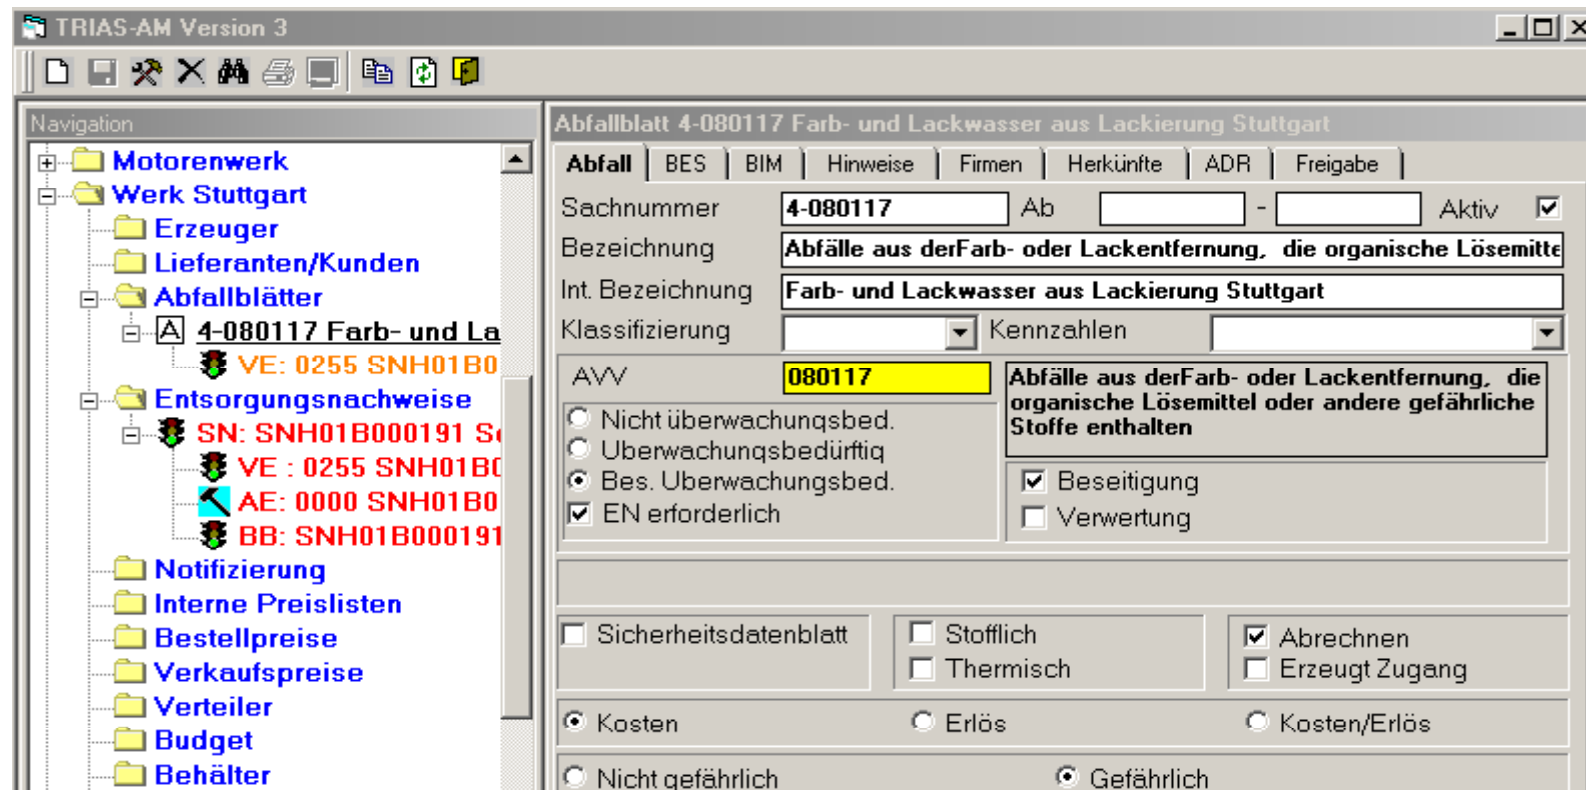 TRIAS-AM Version 3
Navigation
Motorenwerk
Werk Stuttgart
Erzeuger
Lieferanten/Kunden
Abfallblätter
A 4-080117 Farb- und La
VE: 0255 SNH01B0
Entsorgungsnachweise
SN: SNH01B000191 S
VE : 0255 SNH01B0
AE: 0000 SNH01B0
BB: SNH01B000191
Notifizierung
Interne Preislisten
Bestellpreise
Verkaufspreise
Verteiler
Budget
Behälter
Abfallblatt 4-080117 Farb- und Lackwasser aus Lackierung Stuttgart
Abfall BES BIM Hinweise Firmen Herkünfte ADR Freigabe
Sachnummer 4-080117 Ab - Aktiv
Bezeichnung Abfälle aus derFarb- oder Lackentfernung, die organische Lösemitte
Int. Bezeichnung Farb- und Lackwasser aus Lackierung Stuttgart
Klassifizierung Kennzahlen
AVV 080117
Abfälle aus derFarb- oder Lackentfernung, die
organische Lösemittel oder andere gefährliche
Stoffe enthalten
Nicht überwachungsbed.
Uberwachungsbedürftig
Bes. Uberwachungsbed.
EN erforderlich
Beseitigung
Verwertung
Sicherheitsdatenblatt
Stofflich
Thermisch
Abrechnen
Erzeugt Zugang
Kosten Erlös Kosten/Erlös
Nicht gefährlich Gefährlich